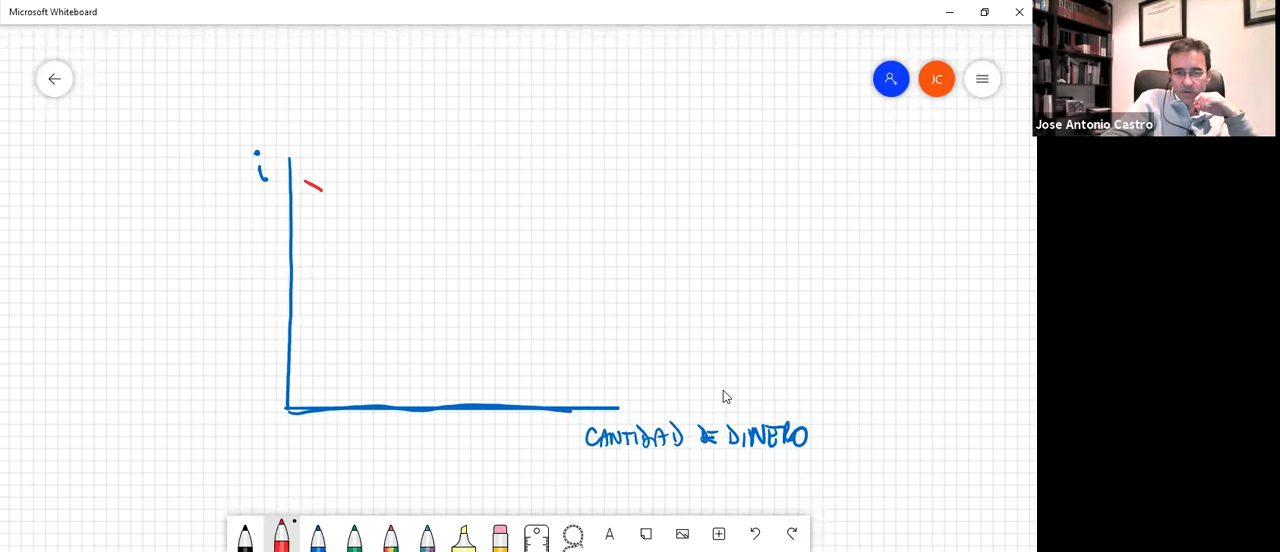 Microsoft Whiteboard
JC
Jose Antonio Castro
i
CANTIDAD DE DINERO
A